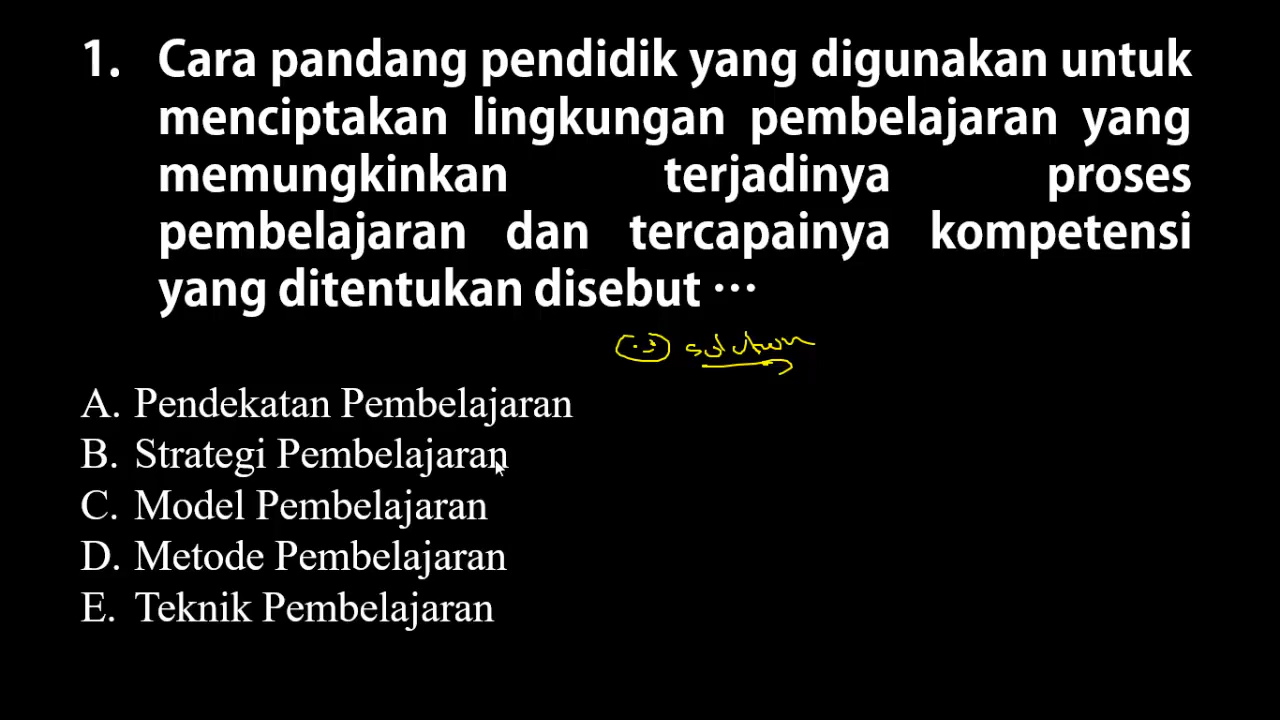 1. Cara pandang pendidik yang digunakan untuk
menciptakan lingkungan pembelajaran yang
memungkinkan terjadinya proses
pembelajaran dan tercapainya kompetensi
yang ditentukan disebut ⋯
solution
A. Pendekatan Pembelajaran
B. Strategi Pembelajaran
C. Model Pembelajaran
D. Metode Pembelajaran
E. Teknik Pembelajaran